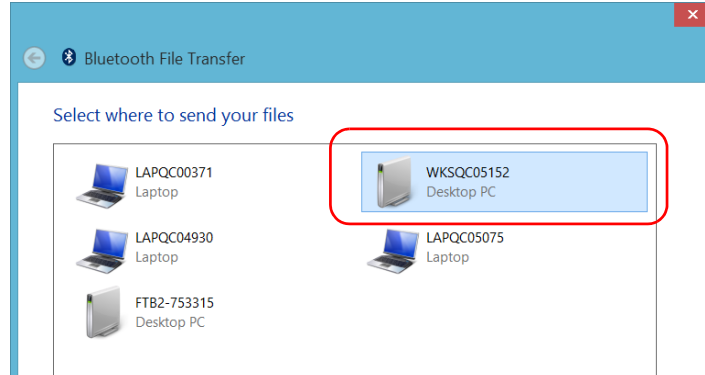 Bluetooth File Transfer
Select where to send your files
LAPQC00371
Laptop
WKSQC05152
Desktop PC
LAPQC04930
Laptop
LAPQC05075
Laptop
FTB2-753315
Desktop PC